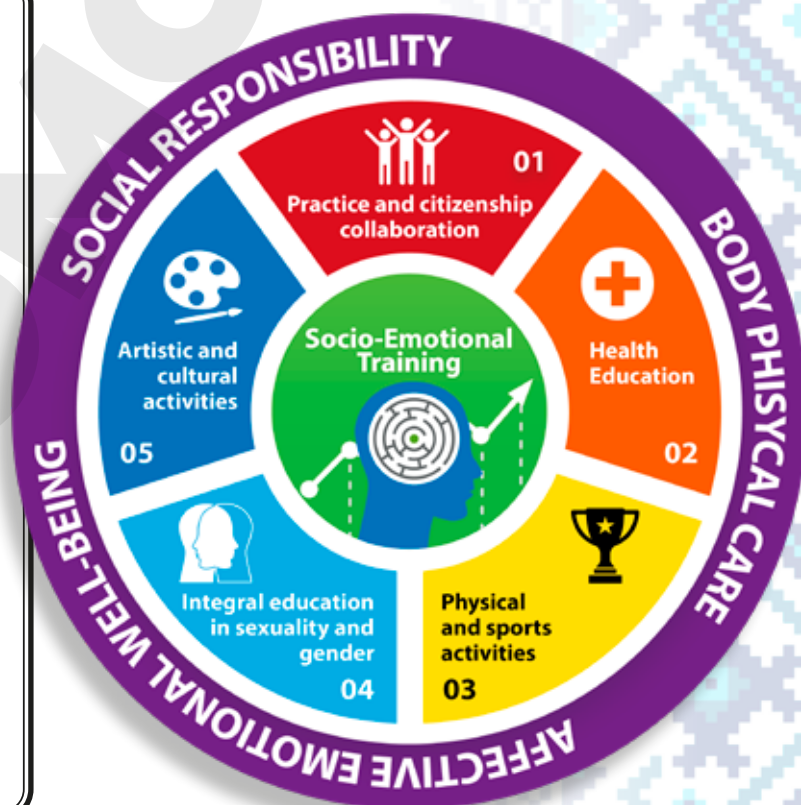 SOCIAL RESPONSIBILITY
BODY PHISYCAL CARE
AFFECTIVE EMOTIONAL WELL-BEING
01
Practice and citizenship
collaboration
Health
Education
02
Physical
and sports
activities
03
Integral education
in sexuality and
gender
04
Artistic and
cultural
activities
05
Socio-Emotional
Training